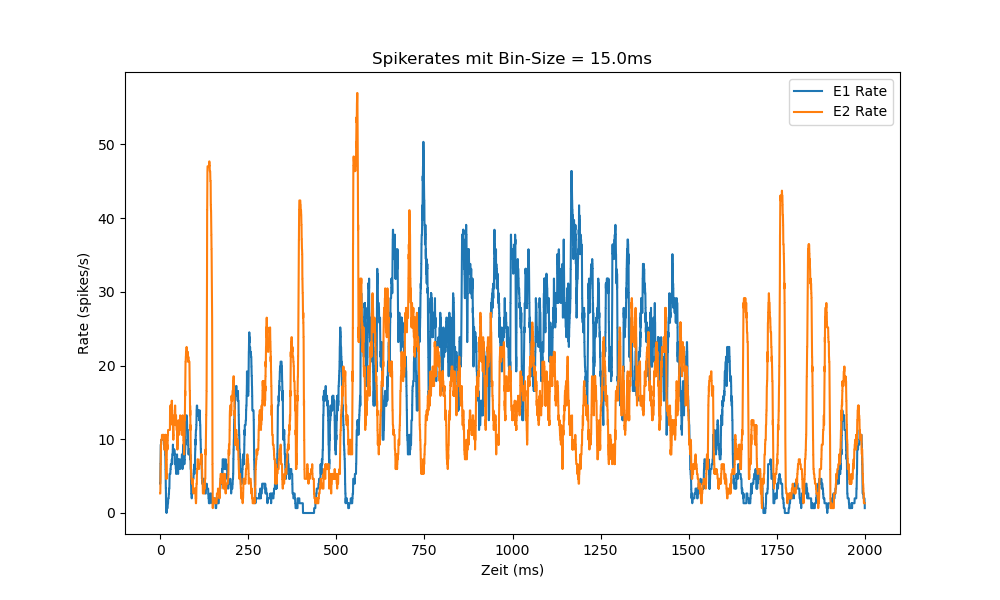 Spikerates mit Bin-Size = 15.0ms
E1 Rate
E2 Rate
50
40
30
20
10
0
Rate (spikes/s)
0 250 500 750 1000 1250 1500 1750 2000
Zeit (ms)